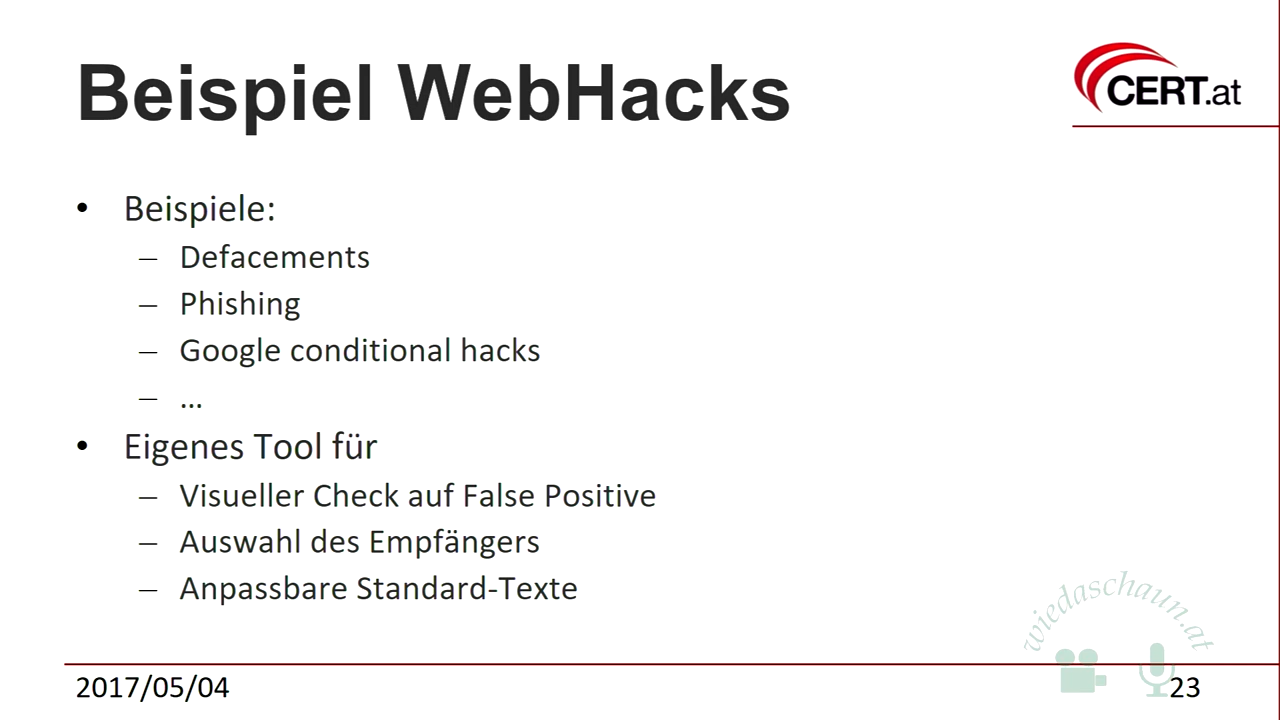 Beispiel WebHacks
CERT.at
• Beispiele:
– Defacements
– Phishing
– Google conditional hacks
– …
• Eigenes Tool für
– Visueller Check auf False Positive
– Auswahl des Empfängers
– Anpassbare Standard-Texte
wiedaschaun.at
2017/05/04
23